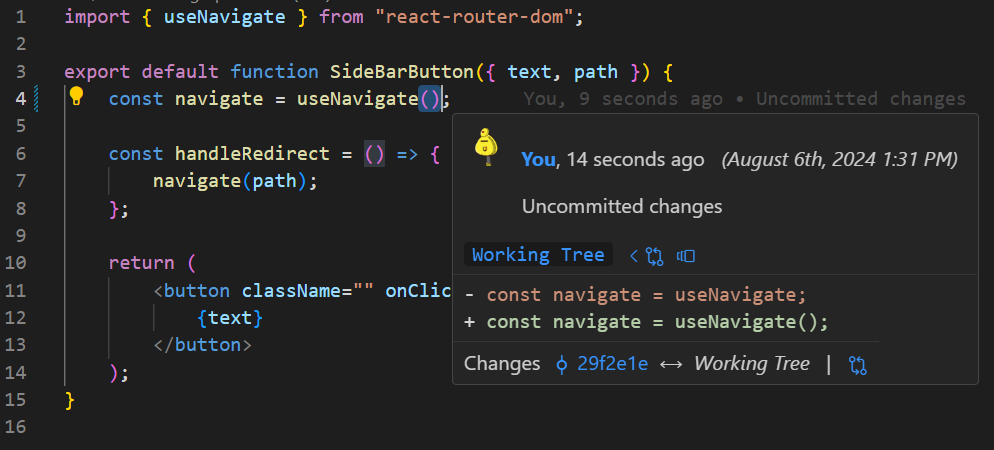 1 import { useNavigate } from "react-router-dom";
2
3 export default function SideBarButton({ text, path }) {
4 const navigate = useNavigate(); You, 9 seconds ago • Uncommitted changes
5
6 const handleRedirect = () => {
7 navigate(path);
8 };
9
10 return (
11 <button className="" onClic
12 {text}
13 </button>
14 );
15 }
16
You, 14 seconds ago (August 6th, 2024 1:31 PM)
Uncommitted changes
Working Tree
- const navigate = useNavigate;
+ const navigate = useNavigate();
Changes 29f2e1e ↔ Working Tree |